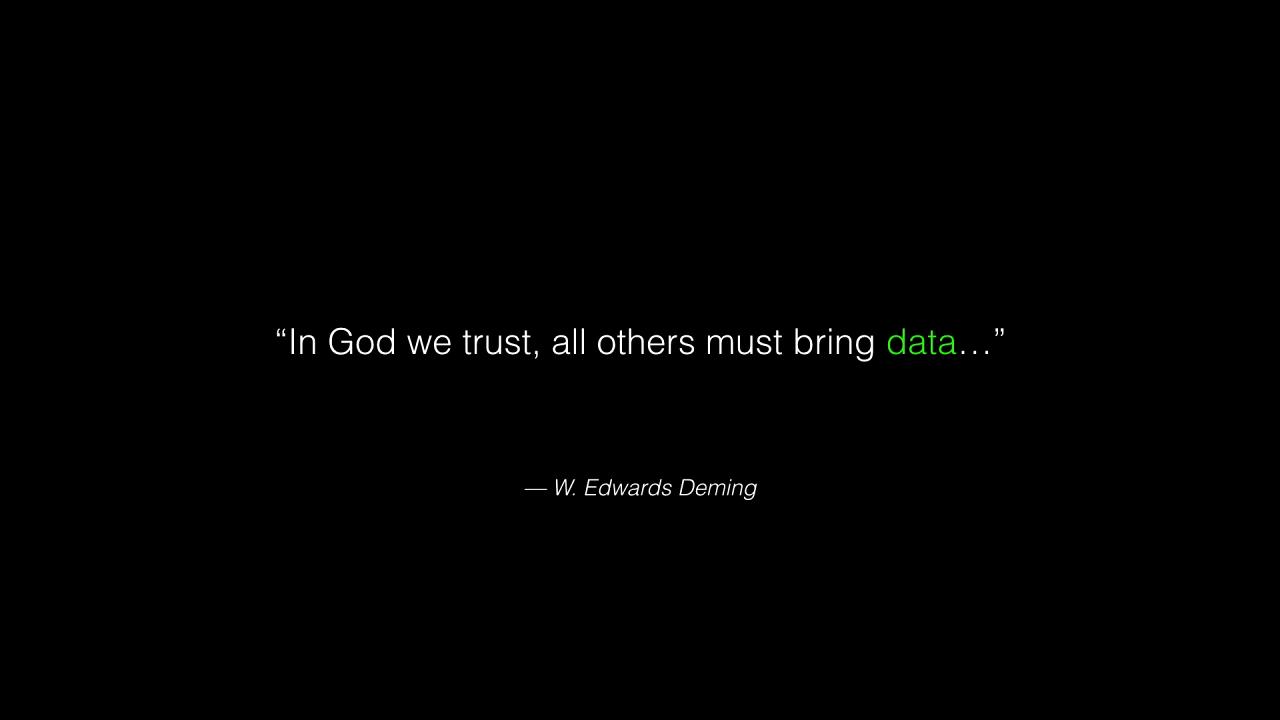 “In God we trust, all others must bring data…”
— W. Edwards Deming